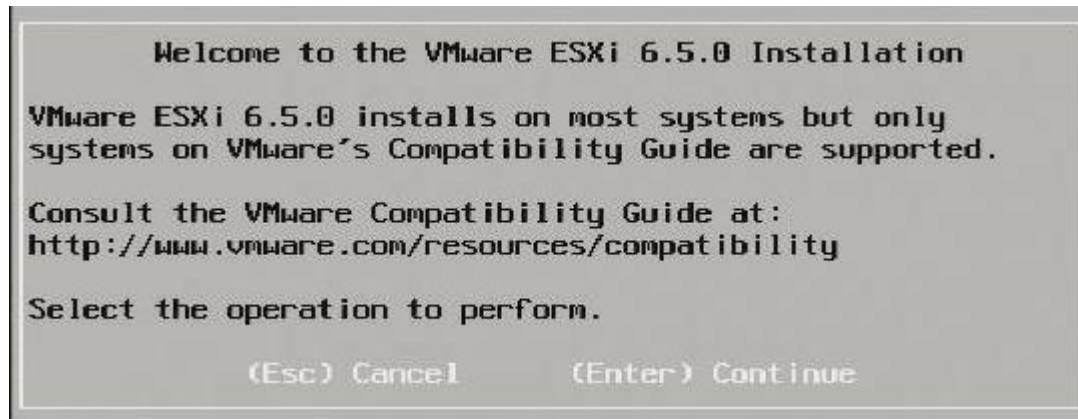 Welcome to the VMware ESXi 6.5.0 Installation
VMware ESXi 6.5.0 installs on most systems but only
systems on VMware's Compatibility Guide are supported.
Consult the VMware Compatibility Guide at:
http://www.vmware.com/resources/compatibility
Select the operation to perform.
(Esc) Cancel (Enter) Continue